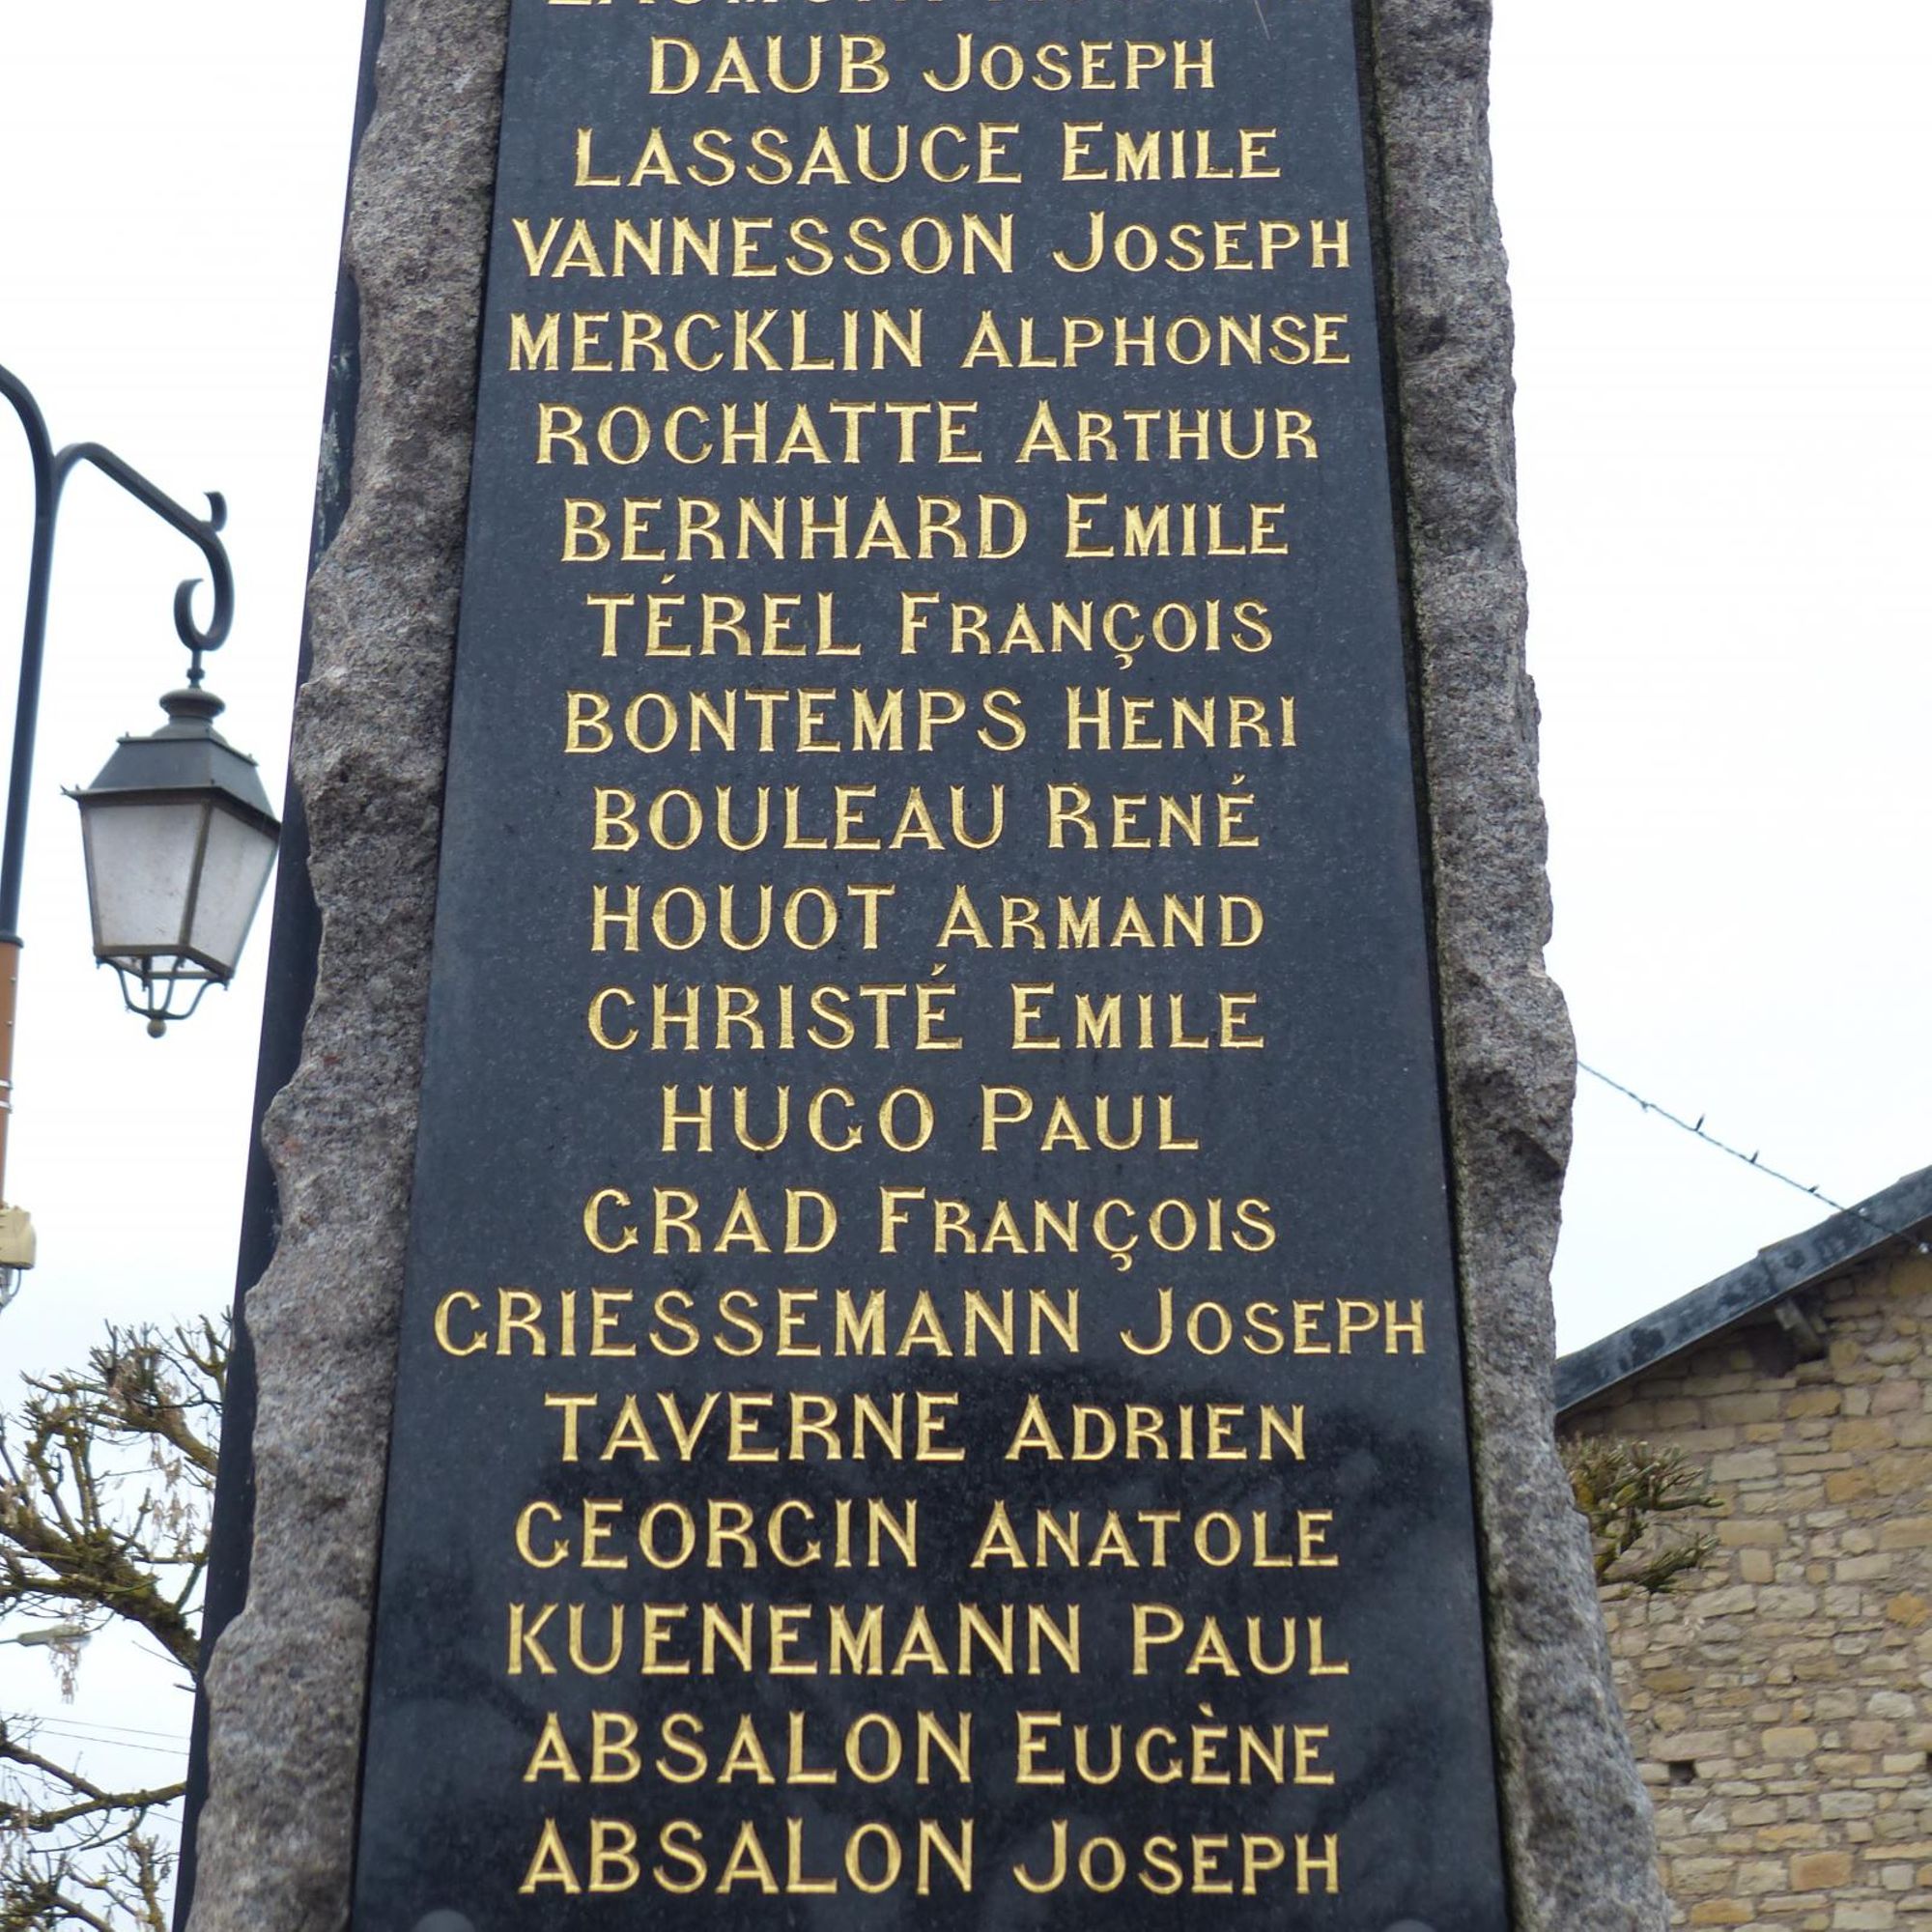 DAUB JOSEPH
LASSAUCE EMILE
VANNESSON JOSEPH
MERCKLIN ALPHONSE
ROCHATTE ARTHUR
BERNHARD EMILE
TÉREL FRANÇOIS
BONTEMPS HENRI
BOULEAU RENÉ
HOUOT ARMAND
CHRISTÉ EMILE
HUGO PAUL
GRAD FRANÇOIS
GRIESSEMANN JOSEPH
TAVERNE ADRIEN
GEORGIN ANATOLE
KUENEMANN PAUL
ABSALON EUGÈNE
ABSALON JOSEPH